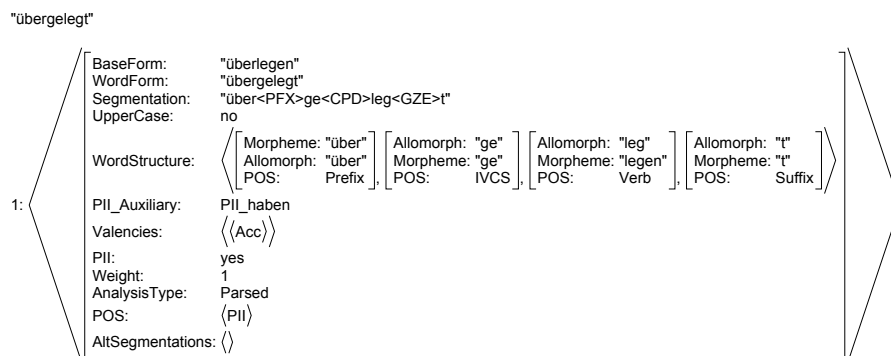 "übergelegt"
BaseForm: "überlegen"
WordForm: "übergelegt"
Segmentation: "über<PFX>ge<CPD>leg<GZE>t"
UpperCase: no
WordStructure: ⟨[Morpheme: "über" Allomorph: "über" POS: Prefix], [Allomorph: "ge" Morpheme: "ge" POS: IVCS], [Allomorph: "leg" Morpheme: "legen" POS: Verb], [Allomorph: "t" Morpheme: "t" POS: Suffix]⟩
1:
PII_Auxiliary: PII_haben
Valencies: ⟨⟨Acc⟩⟩
PII: yes
Weight: 1
AnalysisType: Parsed
POS: ⟨PII⟩
AltSegmentations: ⟨⟩